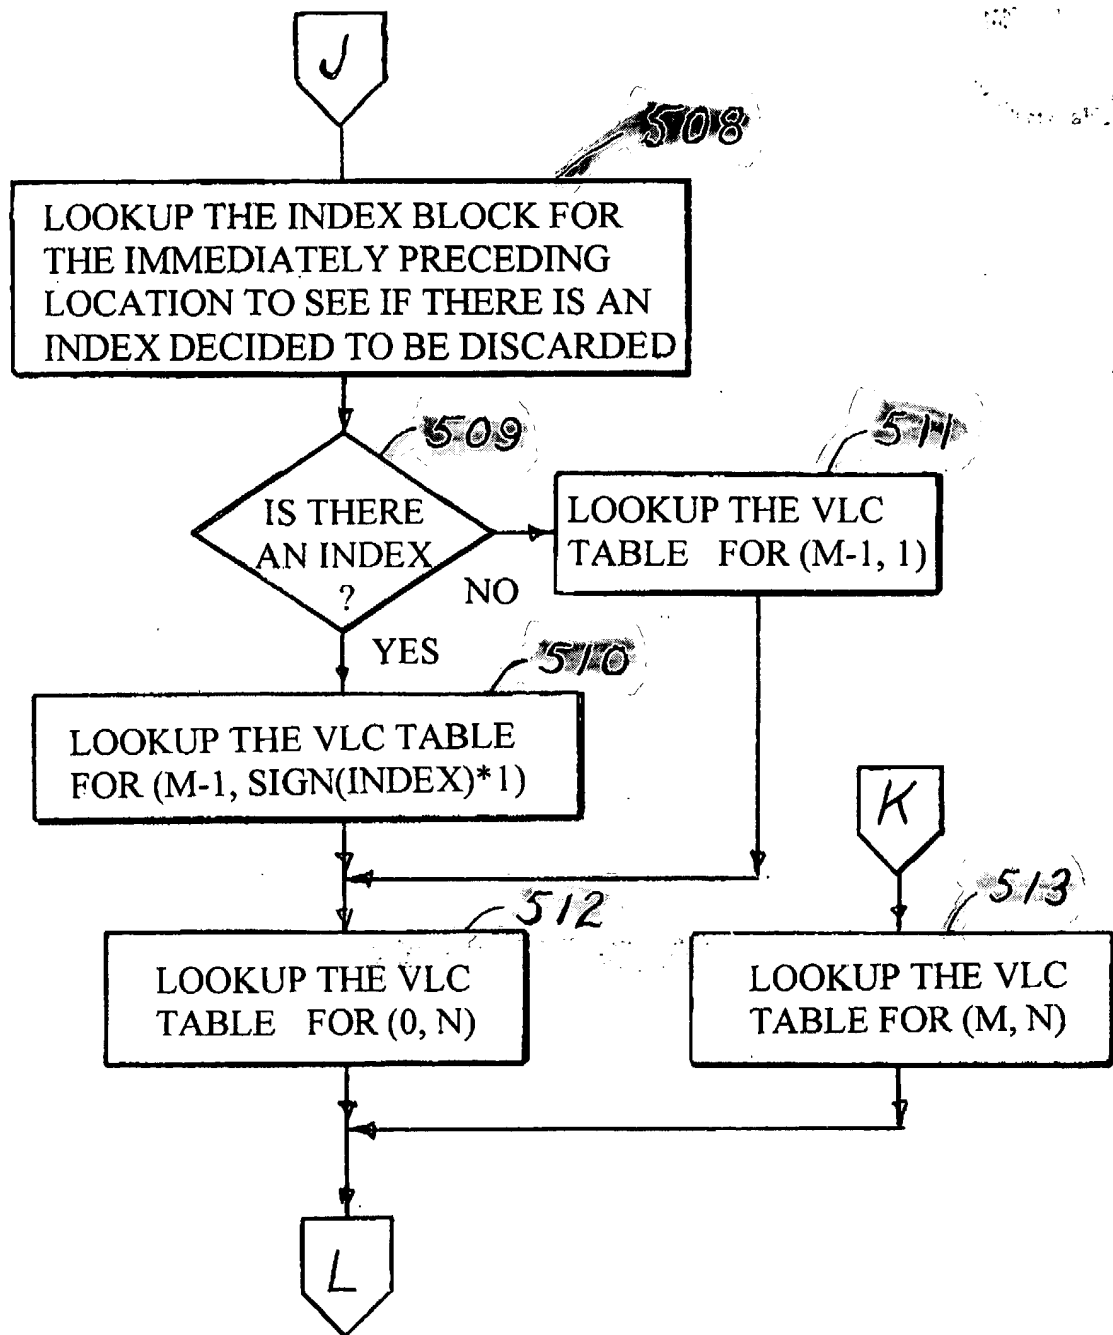 J
508
LOOKUP THE INDEX BLOCK FOR
THE IMMEDIATELY PRECEDING
LOCATION TO SEE IF THERE IS AN
INDEX DECIDED TO BE DISCARDED
509
511
IS THERE
AN INDEX
?
NO
YES
LOOKUP THE VLC
TABLE FOR (M-1, 1)
510
LOOKUP THE VLC TABLE
FOR (M-1, SIGN(INDEX)*1)
K
512
513
LOOKUP THE VLC
TABLE FOR (0, N)
LOOKUP THE VLC
TABLE FOR (M, N)
L